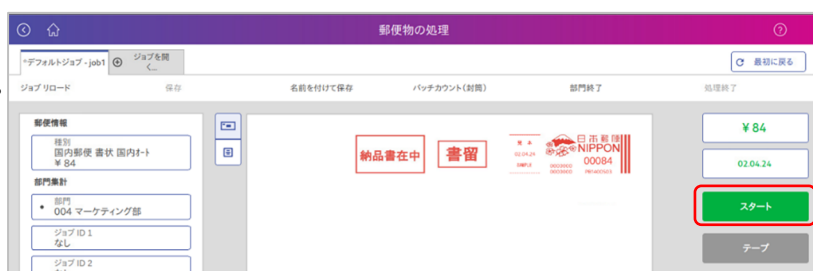 郵便物の処理
*デフォルトジョブ - job1
ジョブを開
く...
最初に戻る
ジョブ リロード
保存
名前を付けて保存
バッチカウント(封筒)
部門終了
処理終了
郵便情報
種別
国内郵便 書状 国内ｵｰﾄ
¥ 84
部門集計
部門
004 マーケティング部
ジョブ ID 1
なし
ジョブ ID 2
納品書在中
書留
見 本
02.04.24
日本郵便
NIPPON
00084
¥ 84
02.04.24
スタート
テープ